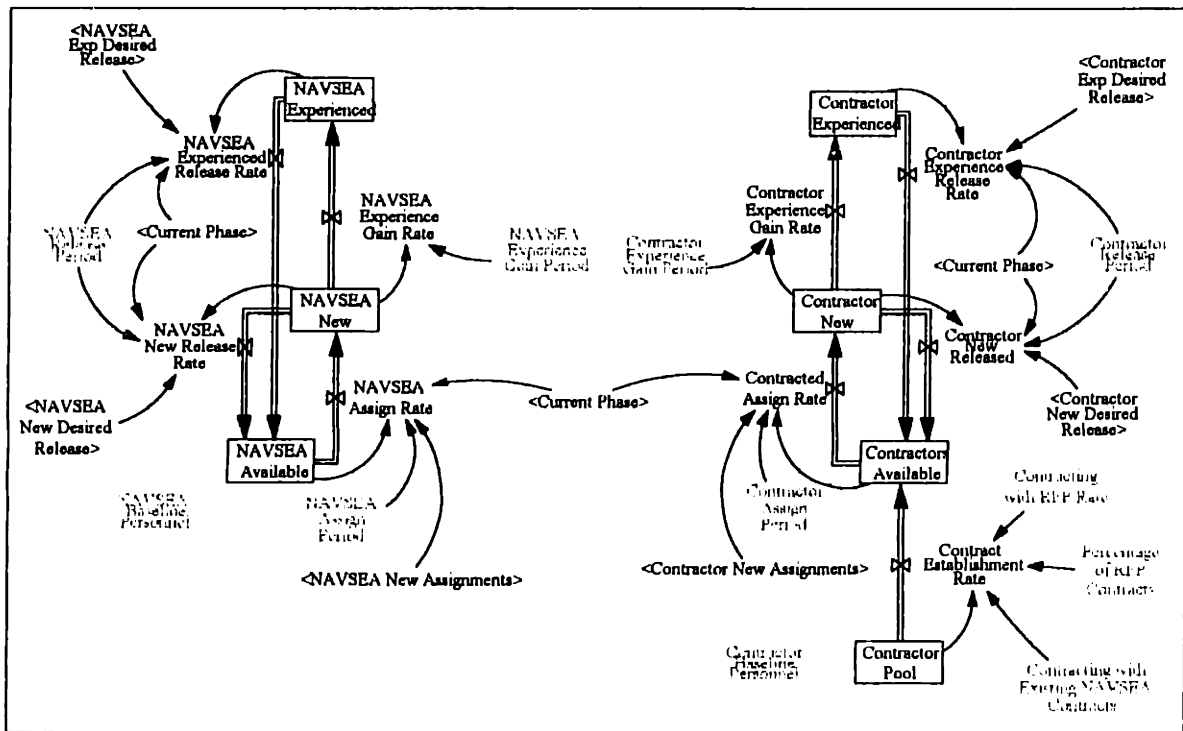 <NAVSEA
Exp Desired
Release>
NAVSEA
Experienced
NAVSEA
Experienced
Release Rate
NAVSEA
Release
Period
<Current Phase>
NAVSEA
Experience
Gain Rate
NAVSEA
Experience
Goal Period
NAVSEA
New
NAVSEA
New Release
Rate
<NAVSEA
New Desired
Release>
NAVSEA
Assign Rate
NAVSEA
Available
NAVSEA
Baseline
Personnel
NAVSEA
Assign
Period
<NAVSEA New Assignments>
<Current Phase>
<Contractor
Exp Desired
Release>
Contractor
Experienced
Contractor
Experience
Release
Rate
Contractor
Experience
Gain Rate
Contractor
Experience
Gain Period
<Current Phase>
Contractor
Release
Period
Contractor
New
Contractor
New
Released
Contracted
Assign Rate
<Contractor
New Desired
Release>
Contractors
Available
Contractor
Assign
Period
<Contractor New Assignments>
Contracting
with RFP Rate
Contract
Establishment
Rate
Percentage
of RFP
Contracts
Contractor
Baseline
Personnel
Contractor
Pool
Contracting with
Existing NAVSEA
Contracts